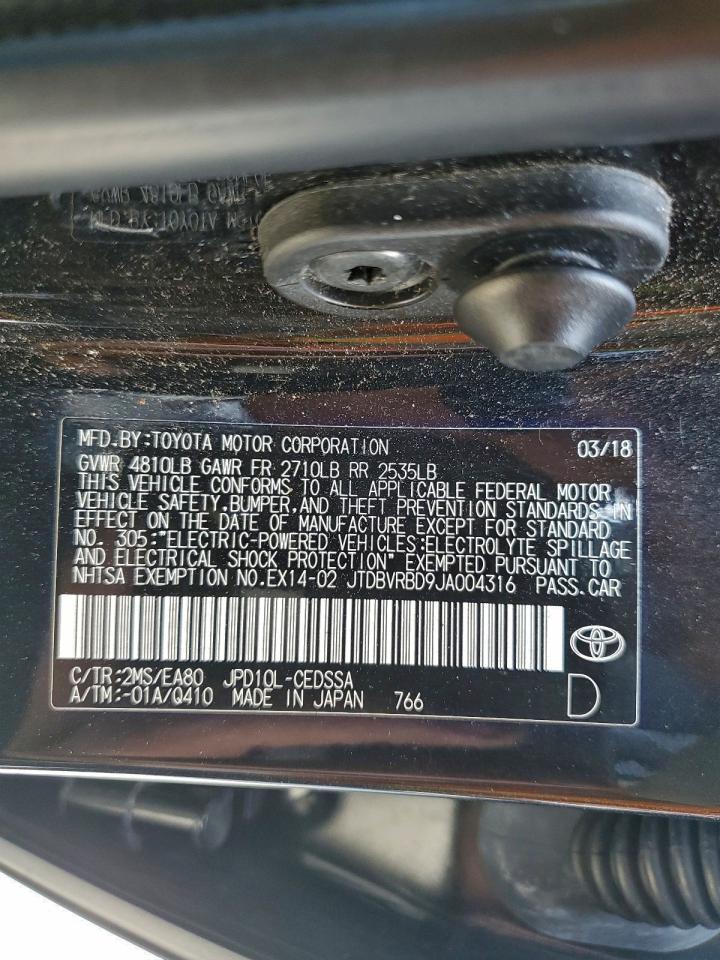 MFD.BY:TOYOTA MOTOR CORPORATION 03/18
GVWR 4810LB GAWR FR 2710LB RR 2535LB
THIS VEHICLE CONFORMS TO ALL APPLICABLE FEDERAL MOTOR
VEHICLE SAFETY,BUMPER,AND THEFT PREVENTION STANDARDS IN
EFFECT ON THE DATE OF MANUFACTURE EXCEPT FOR STANDARD
NO. 305:"ELECTRIC-POWERED VEHICLES:ELECTROLYTE SPILLAGE
AND ELECTRICAL SHOCK PROTECTION" EXEMPTED PURSUANT TO
NHTSA EXEMPTION NO.EX14-02 JTDBVRBD9JA004316 PASS.CAR
C/TR:2MS/EA80 JPD10L-CEDSSA
A/TM:-01A/Q410 MADE IN JAPAN 766 D